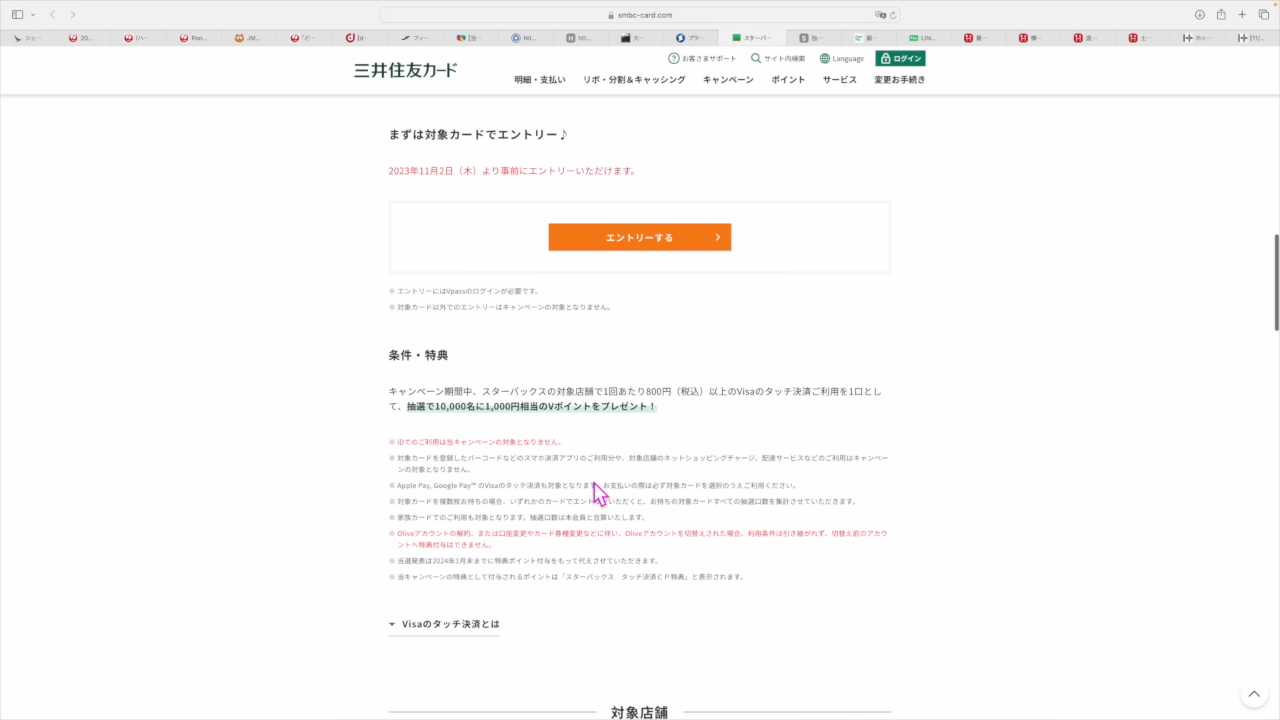 smbc-card.com
シェ…
20…
(ハ…
Pon…
JM…
「ビ…
【d…
フィ…
【当…
htt…
htt…
大…
プラ…
スターバ…
LIN…
三井住友カード
お客さまサポート
サイト内検索
Language
ログイン
明細・支払い
リボ・分割&キャッシング
キャンペーン
ポイント
サービス
変更お手続き
まずは対象カードでエントリー♪
2023年11月2日（木）より事前にエントリーいただけます。
エントリーする
※ エントリーにはVpassのログインが必要です。
※ 対象カード以外でのエントリーはキャンペーンの対象となりません。
条件・特典
キャンペーン期間中、スターバックスの対象店舗で1回あたり800円（税込）以上のVisaのタッチ決済ご利用を1口とし
て、抽選で10,000名に1,000円相当のVポイントをプレゼント！
※ iDでのご利用は当キャンペーンの対象となりません。
※ 対象カードを登録したバーコードなどのスマホ決済アプリのご利用分や、対象店舗のネットショッピングチャージ、配達サービスなどのご利用はキャンペー
ンの対象となりません。
※ Apple Pay, Google Pay™ のVisaのタッチ決済も対象となります。お支払いの際は必ず対象カードを選択のうえご利用ください。
※ 対象カードを複数枚お持ちの場合、いずれかのカードでエントリーいただくと、お持ちの対象カードすべての抽選口数を集計させていただきます。
※ 家族カードでのご利用も対象となります。抽選口数は本会員と合算いたします。
※ Oliveアカウントの解約、または口座変更やカード券種変更などに伴い、Oliveアカウントを切替えされた場合、利用条件は引き継がれず、切替え前のアカウ
ントへ特典付与はできません。
※ 当選発表は2024年1月末までに特典ポイント付与をもって代えさせていただきます。
※ 当キャンペーンの特典として付与されるポイントは「スターバックス　タッチ決済ＣＰ特典」と表示されます。
Visaのタッチ決済とは
対象店舗